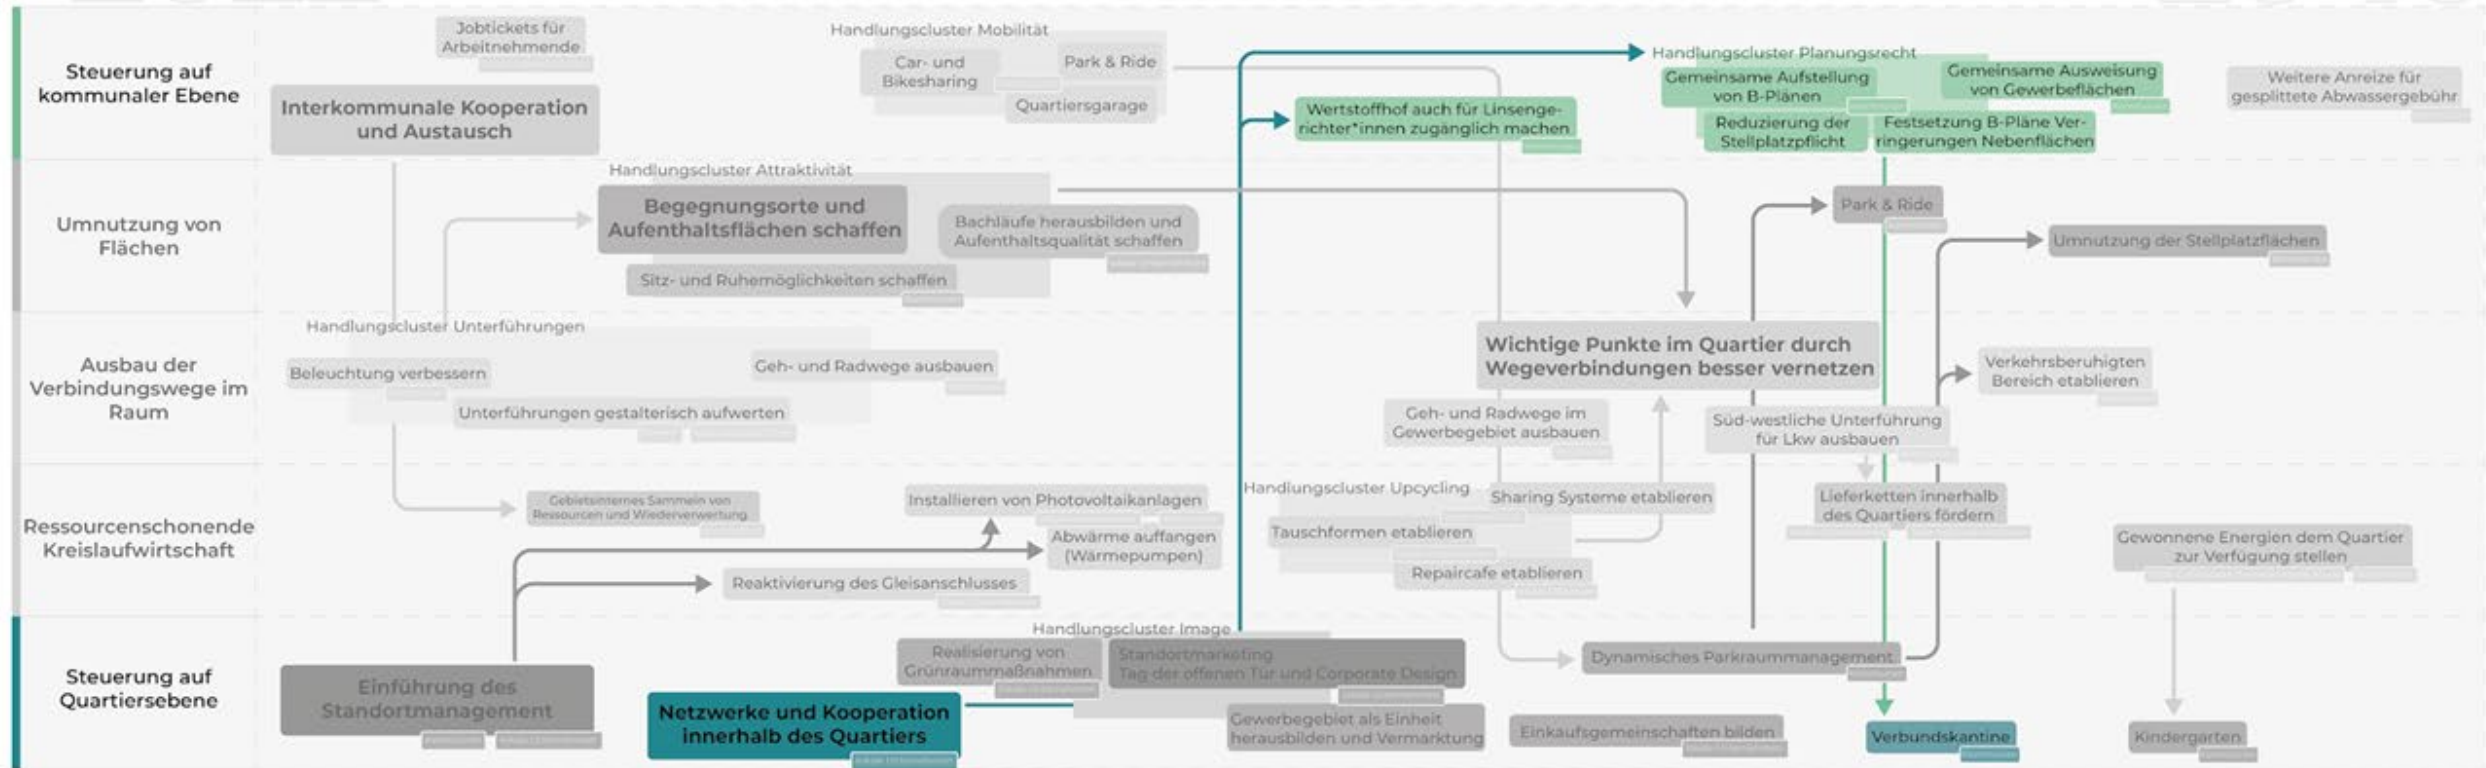 Steuerung auf
kommunaler Ebene
Jobtickets für
Arbeitnehmende
Interkommunale Kooperation
und Austausch
Handlungscluster Mobilität
Car- und
Bikesharing
Park & Ride
Quartiersgarage
Wertstoffhof auch für Linsenge-
richter*innen zugänglich machen
Handlungscluster Planungsrecht
Gemeinsame Aufstellung
von B-Plänen
Gemeinsame Ausweisung
von Gewerbeflächen
Reduzierung der
Stellplatzpflicht
Festsetzung B-Pläne Ver-
ringerungen Nebenflächen
Weitere Anreize für
gesplittete Abwassergebühr
Umnutzung von
Flächen
Handlungscluster Attraktivität
Begegnungsorte und
Aufenthaltsflächen schaffen
Bachläufe herausbilden und
Aufenthaltsqualität schaffen
Sitz- und Ruhemöglichkeiten schaffen
Park & Ride
Umnutzung der Stellplatzflächen
Ausbau der
Verbindungswege im
Raum
Handlungscluster Unterführungen
Beleuchtung verbessern
Geh- und Radwege ausbauen
Unterführungen gestalterisch aufwerten
Wichtige Punkte im Quartier durch
Wegeverbindungen besser vernetzen
Verkehrsberuhigten
Bereich etablieren
Geh- und Radwege im
Gewerbegebiet ausbauen
Süd-westliche Unterführung
für Lkw ausbauen
Ressourcenschonende
Kreislaufwirtschaft
Gebietsinternes Sammeln von
Ressourcen und Wiederverwertung
Installieren von Photovoltaikanlagen
Abwärme auffangen
(Wärmepumpen)
Reaktivierung des Gleisanschlusses
Handlungscluster Upcycling
Sharing Systeme etablieren
Tauschformen etablieren
Repaircafe etablieren
Lieferketten innerhalb
des Quartiers fördern
Gewonnene Energien dem Quartier
zur Verfügung stellen
Steuerung auf
Quartiersebene
Einführung des
Standortmanagement
Netzwerke und Kooperation
innerhalb des Quartiers
Handlungscluster Image
Realisierung von
Grünraummaßnahmen
Standortmarketing
Tag der offenen Tür und Corporate Design
Gewerbegebiet als Einheit
herausbilden und Vermarktung
Dynamisches Parkraummanagement
Einkaufsgemeinschaften bilden
Verbundskantine
Kindergarten